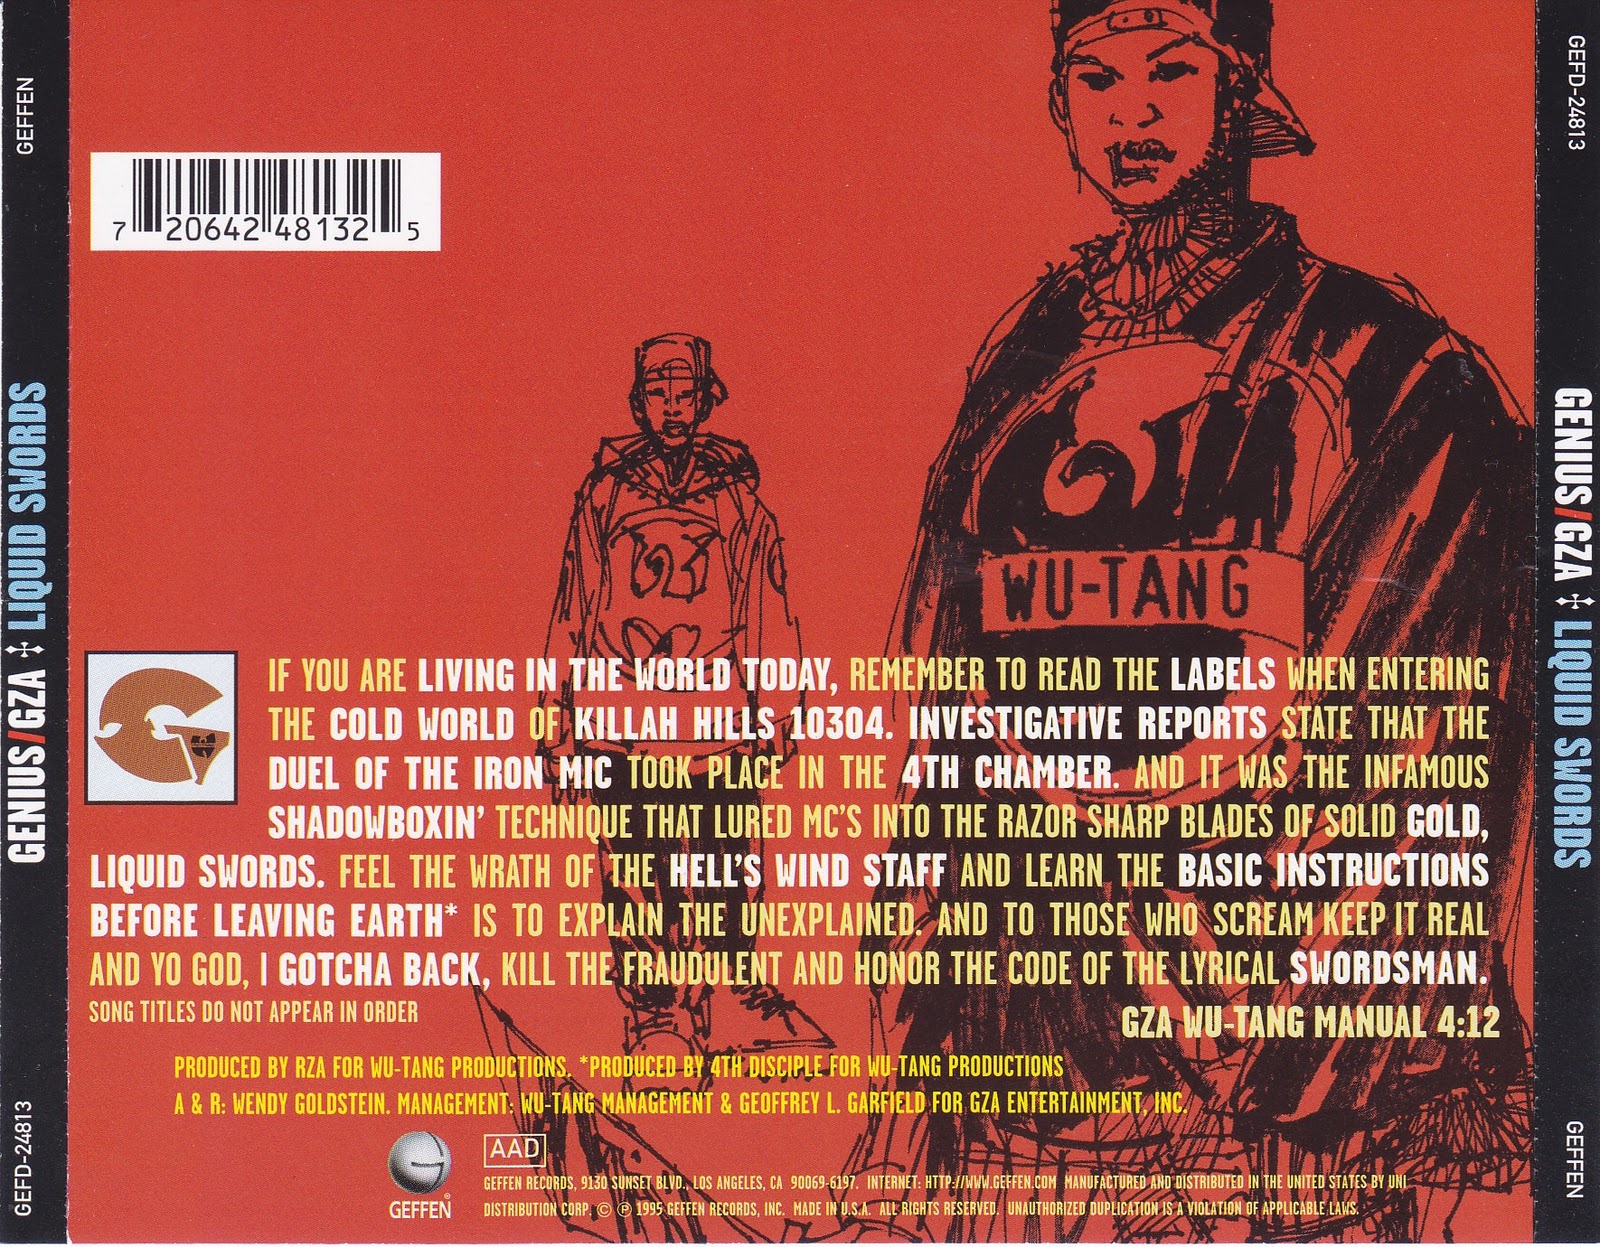 GEFFEN
GENIUS/GZA ✢ LIQUID SWORDS
GEFD-24813
GEFD-24813
GENIUS/GZA ✢ LIQUID SWORDS
GEFFEN
7 20642 48132 5
WU-TANG
G
IF YOU ARE LIVING IN THE WORLD TODAY, REMEMBER TO READ THE LABELS WHEN ENTERING
THE COLD WORLD OF KILLAH HILLS 10304. INVESTIGATIVE REPORTS STATE THAT THE
DUEL OF THE IRON MIC TOOK PLACE IN THE 4TH CHAMBER. AND IT WAS THE INFAMOUS
SHADOWBOXIN' TECHNIQUE THAT LURED MC'S INTO THE RAZOR SHARP BLADES OF SOLID GOLD,
LIQUID SWORDS. FEEL THE WRATH OF THE HELL'S WIND STAFF AND LEARN THE BASIC INSTRUCTIONS
BEFORE LEAVING EARTH* IS TO EXPLAIN THE UNEXPLAINED. AND TO THOSE WHO SCREAM KEEP IT REAL
AND YO GOD, I GOTCHA BACK, KILL THE FRAUDULENT AND HONOR THE CODE OF THE LYRICAL SWORDSMAN.
SONG TITLES DO NOT APPEAR IN ORDER
GZA WU-TANG MANUAL 4:12
PRODUCED BY RZA FOR WU-TANG PRODUCTIONS. *PRODUCED BY 4TH DISCIPLE FOR WU-TANG PRODUCTIONS
A & R: WENDY GOLDSTEIN. MANAGEMENT: WU-TANG MANAGEMENT & GEOFFREY L. GARFIELD FOR GZA ENTERTAINMENT, INC.
GEFFEN®
AAD
GEFFEN RECORDS, 9130 SUNSET BLVD., LOS ANGELES, CA 90069-6197. INTERNET: HTTP://WWW.GEFFEN.COM MANUFACTURED AND DISTRIBUTED IN THE UNITED STATES BY UNI
DISTRIBUTION CORP. © ℗ 1995 GEFFEN RECORDS, INC. MADE IN U.S.A. ALL RIGHTS RESERVED. UNAUTHORIZED DUPLICATION IS A VIOLATION OF APPLICABLE LAWS.